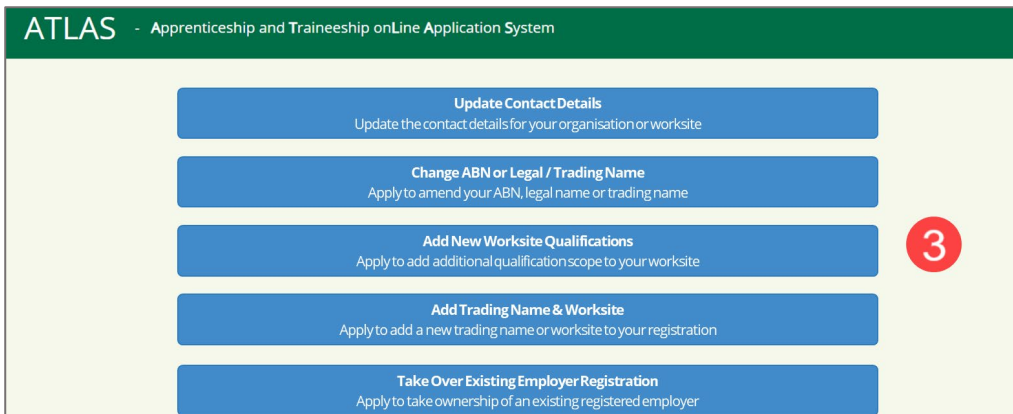 ATLAS - Apprenticeship and Traineeship onLine Application System
Update Contact Details
Update the contact details for your organisation or worksite
Change ABN or Legal / Trading Name
Apply to amend your ABN, legal name or trading name
Add New Worksite Qualifications
Apply to add additional qualification scope to your worksite
3
Add Trading Name & Worksite
Apply to add a new trading name or worksite to your registration
Take Over Existing Employer Registration
Apply to take ownership of an existing registered employer